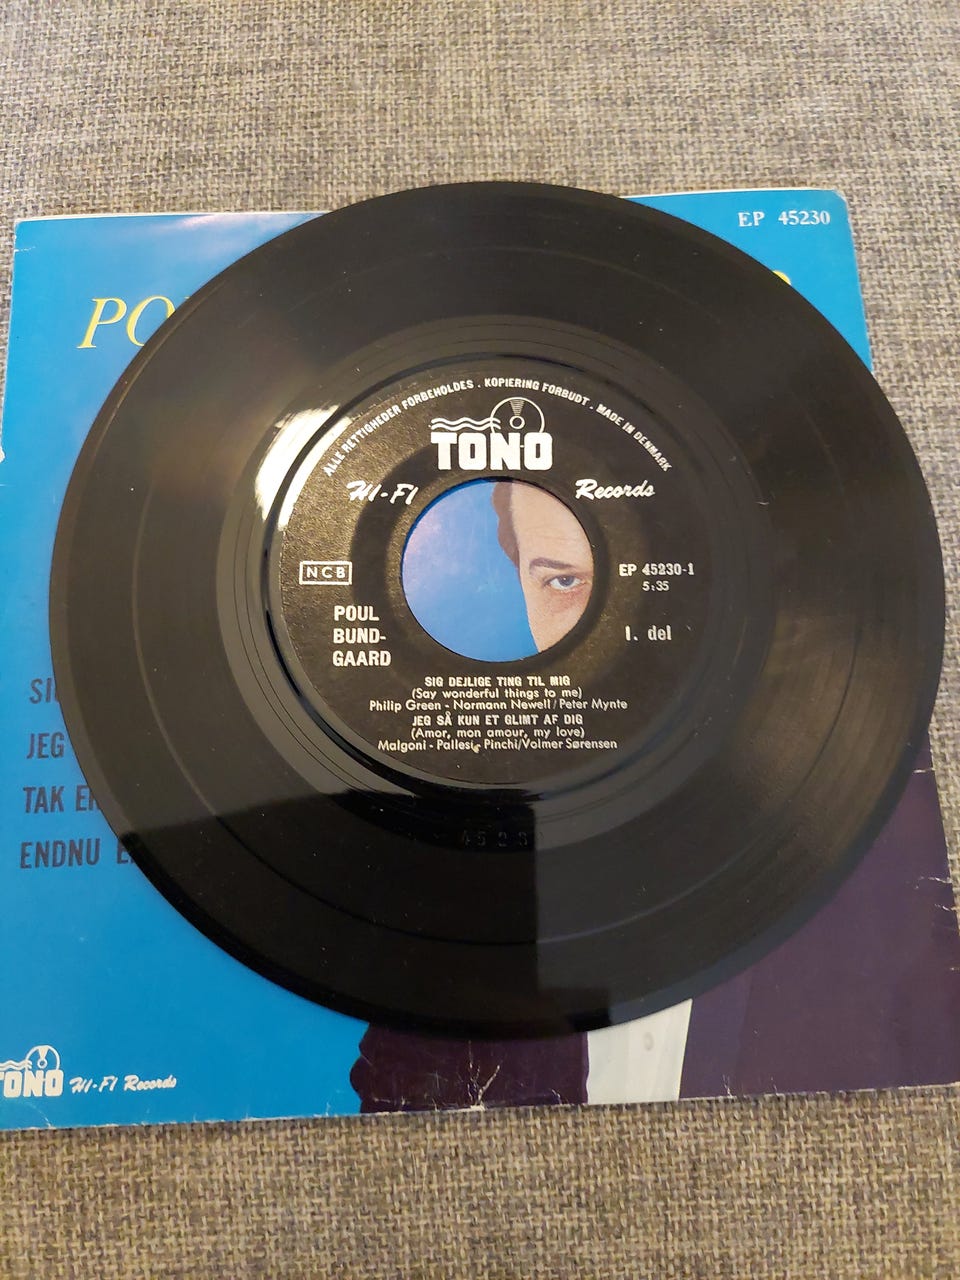 EP 45230
ALLE RETTIGHEDER FORBEHOLDES . KOPIERING FORBUDT . MADE IN DENMARK
TONO
HI-FI Records
NCB
EP 45230-1
5:35
POUL
BUND-
GAARD
1. del
SIG DEJLIGE TING TIL MIG
(Say wonderful things to me)
Philip Green - Normann Newell/Peter Mynte
JEG SÅ KUN ET GLIMT AF DIG
(Amor, mon amour, my love)
Malgoni - Pallesi, Pinchi/Volmer Sørensen
JEG
TAK
ENDNU
TONO HI-FI Records